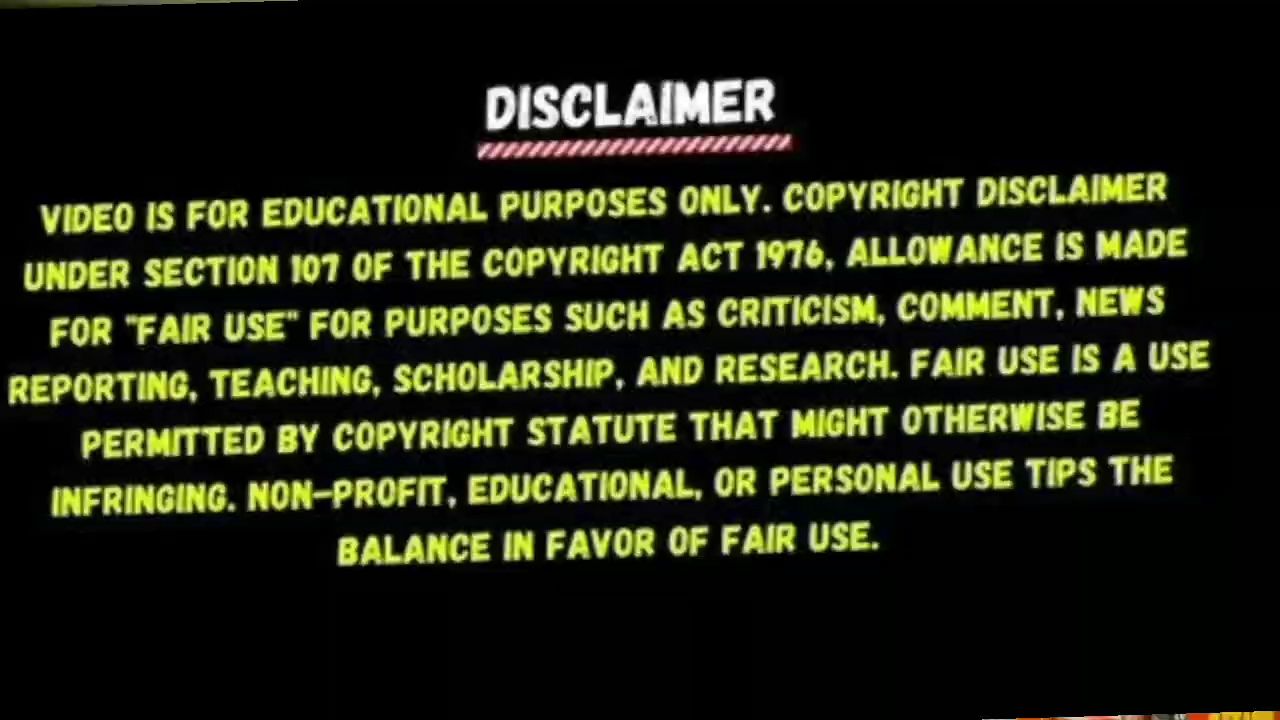 DISCLAIMER
VIDEO IS FOR EDUCATIONAL PURPOSES ONLY. COPYRIGHT DISCLAIMER
UNDER SECTION 107 OF THE COPYRIGHT ACT 1976, ALLOWANCE IS MADE
FOR "FAIR USE" FOR PURPOSES SUCH AS CRITICISM, COMMENT, NEWS
REPORTING, TEACHING, SCHOLARSHIP, AND RESEARCH. FAIR USE IS A USE
PERMITTED BY COPYRIGHT STATUTE THAT MIGHT OTHERWISE BE
INFRINGING. NON-PROFIT, EDUCATIONAL, OR PERSONAL USE TIPS THE
BALANCE IN FAVOR OF FAIR USE.